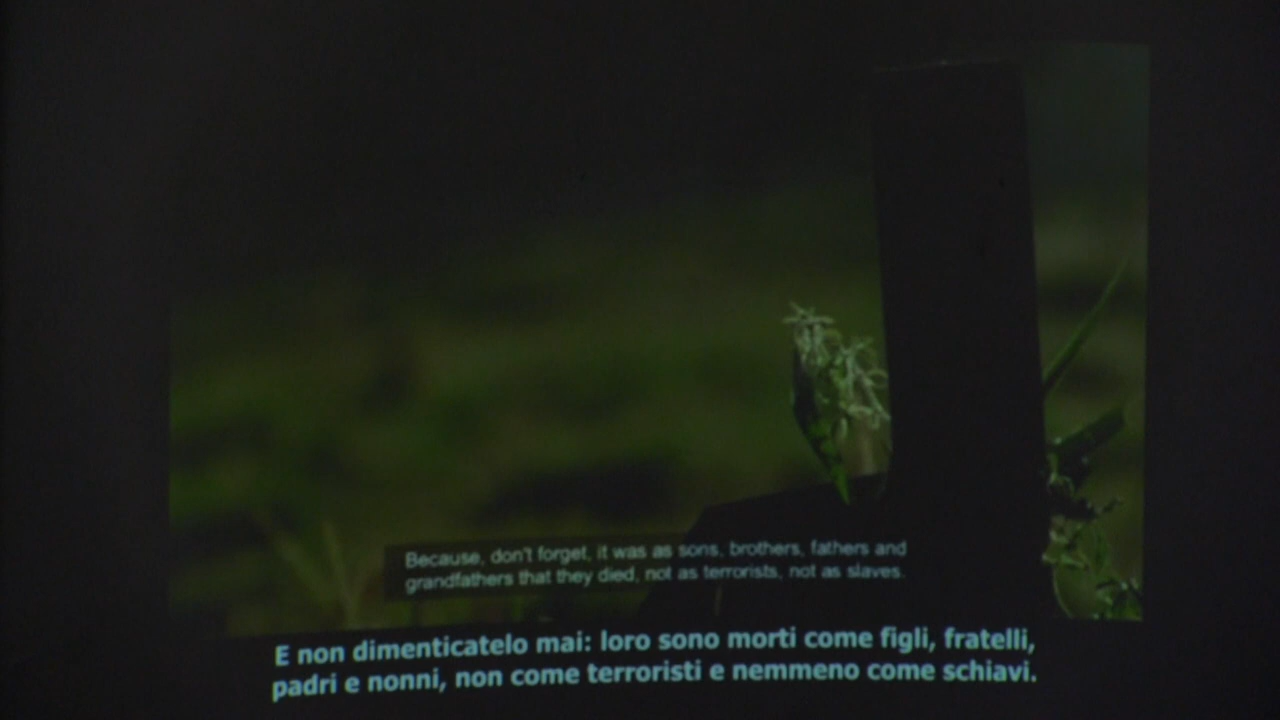 Because, don't forget, it was as sons, brothers, fathers and
grandfathers that they died, not as terrorists, not as slaves.
E non dimenticatelo mai: loro sono morti come figli, fratelli,
padri e nonni, non come terroristi e nemmeno come schiavi.